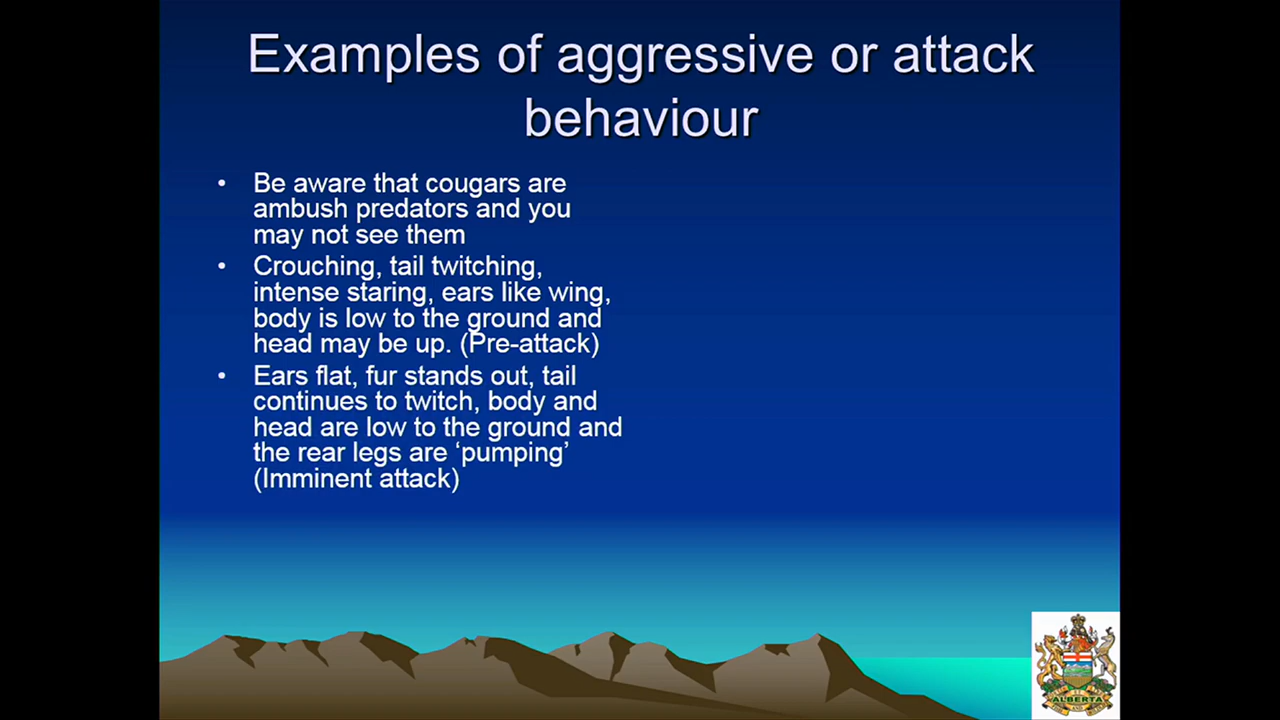 Examples of aggressive or attack
behaviour
• Be aware that cougars are
ambush predators and you
may not see them
• Crouching, tail twitching,
intense staring, ears like wing,
body is low to the ground and
head may be up. (Pre-attack)
• Ears flat, fur stands out, tail
continues to twitch, body and
head are low to the ground and
the rear legs are ‘pumping’
(Imminent attack)
ALBERTA